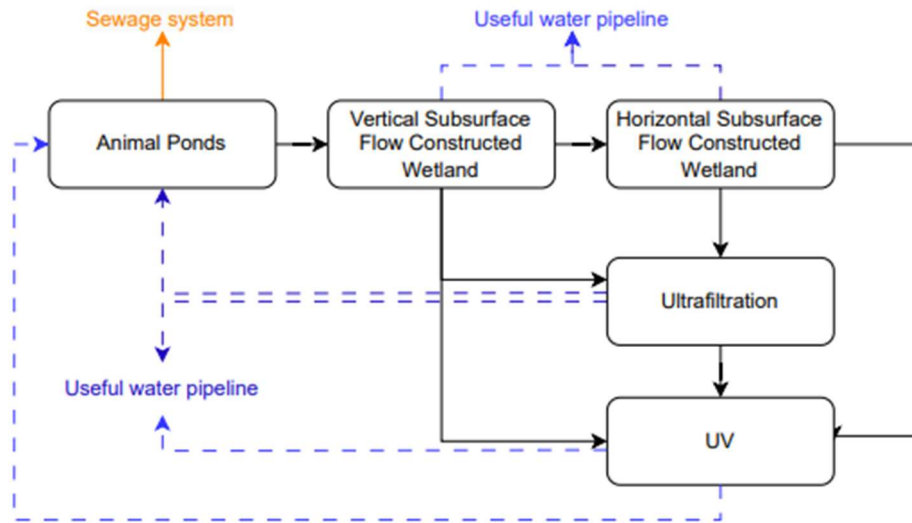 Sewage system
Useful water pipeline
Animal Ponds
Vertical Subsurface
Flow Constructed
Wetland
Horizontal Subsurface
Flow Constructed
Wetland
Ultrafiltration
Useful water pipeline
UV